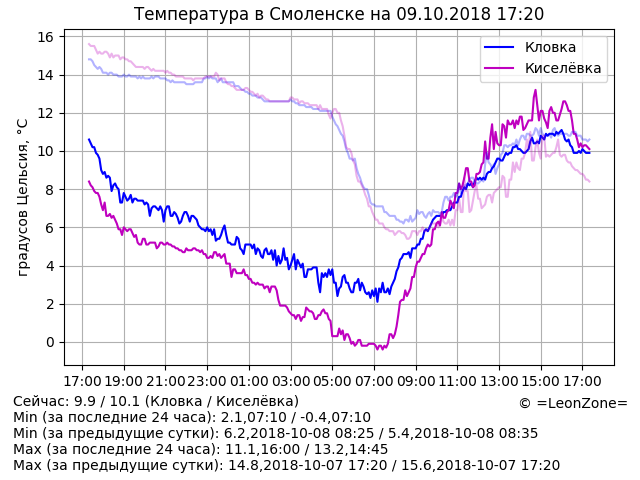 Температура в Смоленске на 09.10.2018 17:20
градусов Цельсия, °C
16
14
12
10
8
6
4
2
0
Кловка
Киселёвка
17:00 19:00 21:00 23:00 01:00 03:00 05:00 07:00 09:00 11:00 13:00 15:00 17:00
Сейчас: 9.9 / 10.1 (Кловка / Киселёвка)
© =LeonZone=
Min (за последние 24 часа): 2.1,07:10 / -0.4,07:10
Min (за предыдущие сутки): 6.2,2018-10-08 08:25 / 5.4,2018-10-08 08:35
Max (за последние 24 часа): 11.1,16:00 / 13.2,14:45
Max (за предыдущие сутки): 14.8,2018-10-07 17:20 / 15.6,2018-10-07 17:20